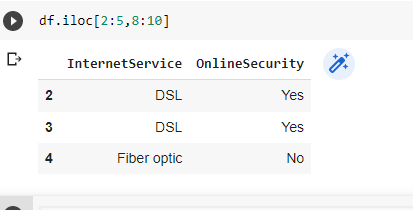 df.iloc[2:5,8:10]
InternetService OnlineSecurity
2 DSL Yes
3 DSL Yes
4 Fiber optic No